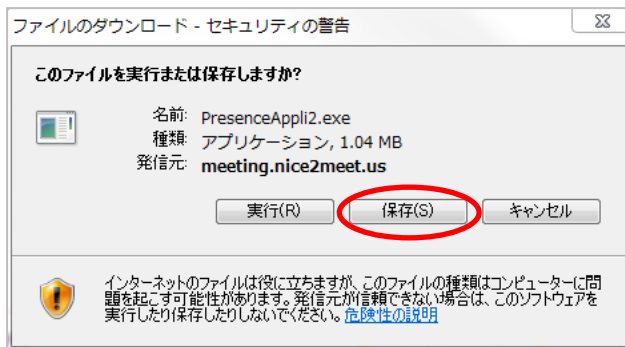 ファイルのダウンロード - セキュリティの警告
このファイルを実行または保存しますか?
名前: PresenceAppli2.exe
種類: アプリケーション, 1.04 MB
発信元: meeting.nice2meet.us
実行(R) 保存(S) キャンセル
インターネットのファイルは役に立ちますが、このファイルの種類はコンピューターに問
題を起こす可能性があります。発信元が信頼できない場合は、このソフトウェアを
実行したり保存したりしないでください。危険性の説明